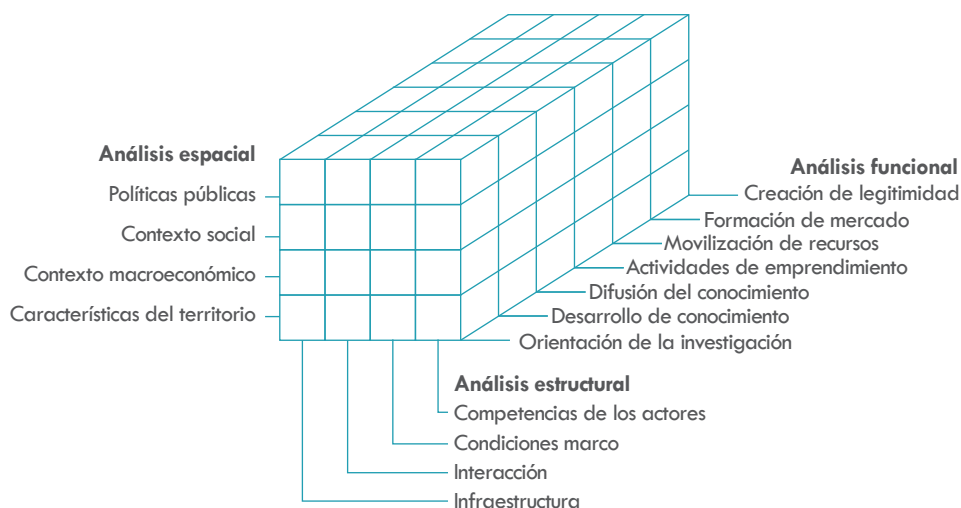 Análisis espacial
Políticas públicas
Contexto social
Contexto macroeconómico
Características del territorio
Análisis funcional
Creación de legitimidad
Formación de mercado
Movilización de recursos
Actividades de emprendimiento
Difusión del conocimiento
Desarrollo de conocimiento
Orientación de la investigación
Análisis estructural
Competencias de los actores
Condiciones marco
Interacción
Infraestructura